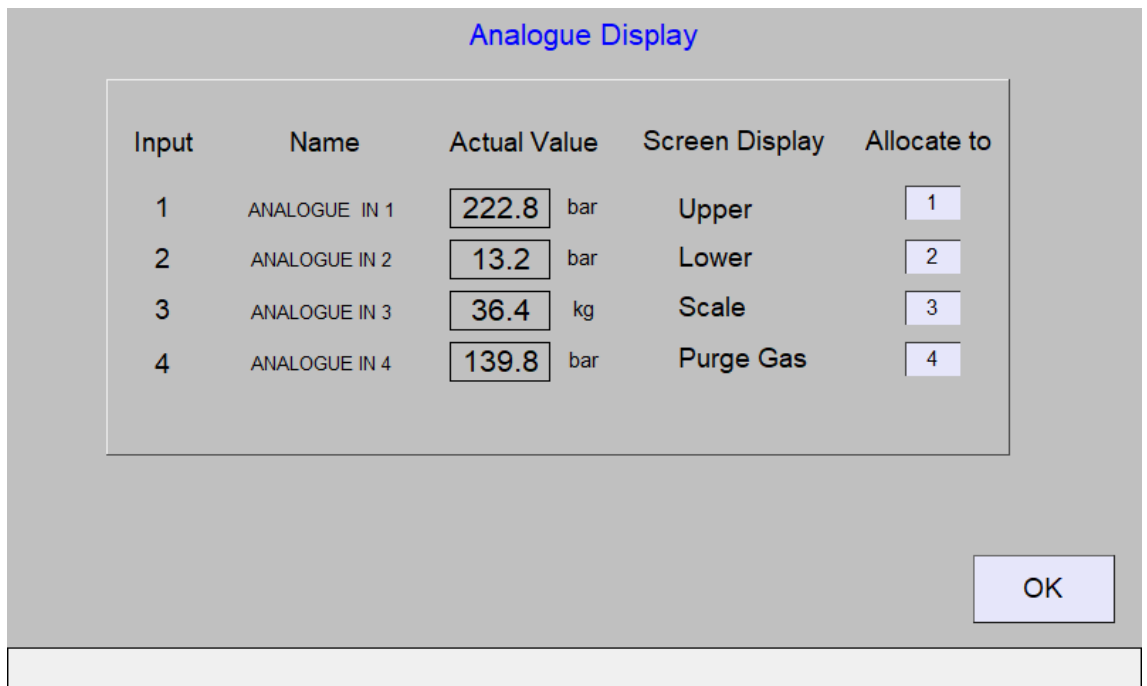 Analogue Display
Input Name Actual Value Screen Display Allocate to
1 ANALOGUE IN 1 222.8 bar Upper 1
2 ANALOGUE IN 2 13.2 bar Lower 2
3 ANALOGUE IN 3 36.4 kg Scale 3
4 ANALOGUE IN 4 139.8 bar Purge Gas 4
OK